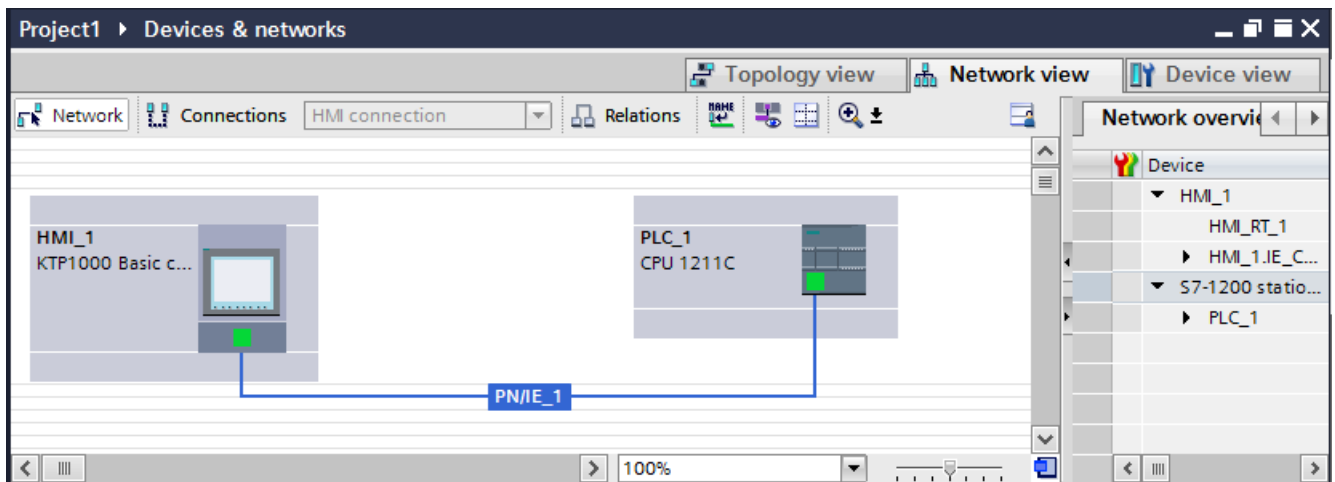 Project1 ▸ Devices & networks
Topology view Network view Device view
Network Connections HMI connection Relations NAME Network overvie
Device
HMI_1
HMI_RT_1
HMI_1.IE_C...
S7-1200 statio...
PLC_1
HMI_1
KTP1000 Basic c...
PLC_1
CPU 1211C
PN/IE_1
100%